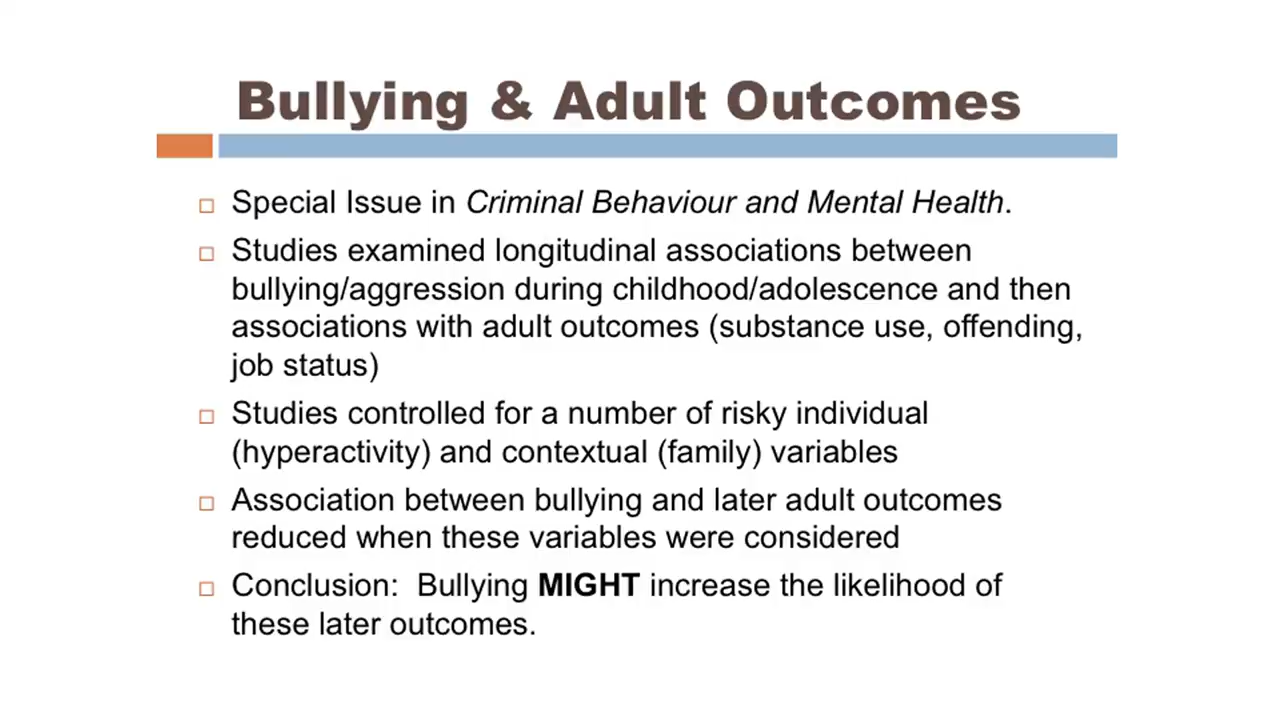 Bullying & Adult Outcomes
Special Issue in Criminal Behaviour and Mental Health.
Studies examined longitudinal associations between
bullying/aggression during childhood/adolescence and then
associations with adult outcomes (substance use, offending,
job status)
Studies controlled for a number of risky individual
(hyperactivity) and contextual (family) variables
Association between bullying and later adult outcomes
reduced when these variables were considered
Conclusion:  Bullying MIGHT increase the likelihood of
these later outcomes.